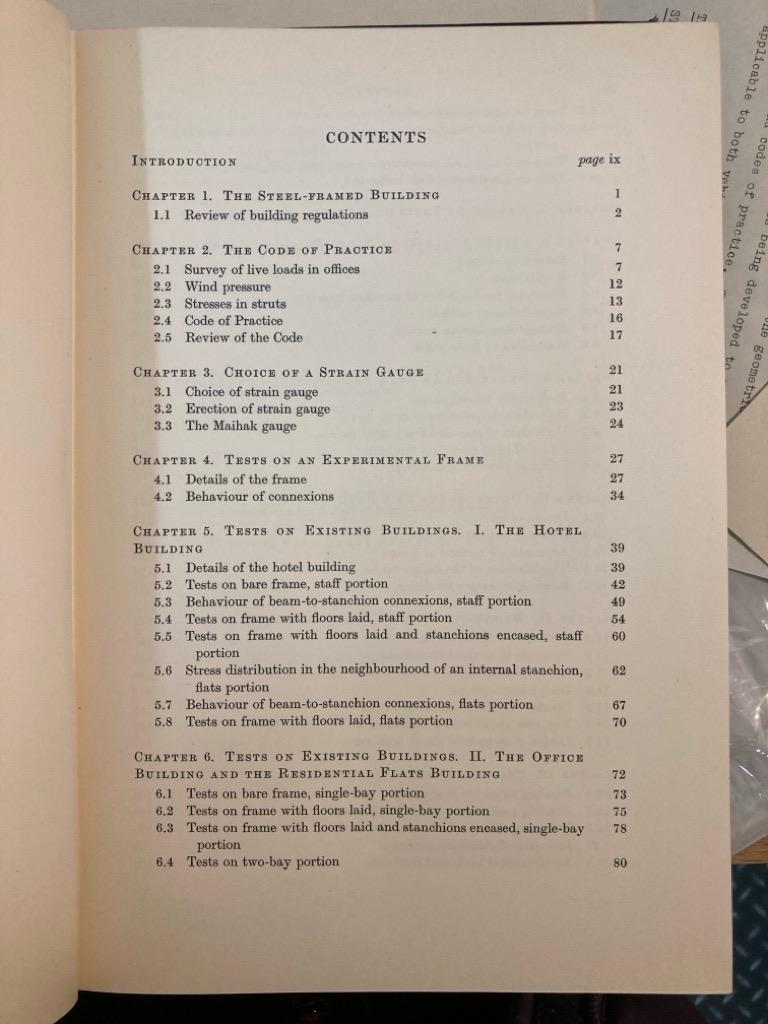 CONTENTS
INTRODUCTION page ix
CHAPTER 1. THE STEEL-FRAMED BUILDING 1
1.1 Review of building regulations 2
CHAPTER 2. THE CODE OF PRACTICE 7
2.1 Survey of live loads in offices 7
2.2 Wind pressure 12
2.3 Stresses in struts 13
2.4 Code of Practice 16
2.5 Review of the Code 17
CHAPTER 3. CHOICE OF A STRAIN GAUGE 21
3.1 Choice of strain gauge 21
3.2 Erection of strain gauge 23
3.3 The Maihak gauge 24
CHAPTER 4. TESTS ON AN EXPERIMENTAL FRAME 27
4.1 Details of the frame 27
4.2 Behaviour of connexions 34
CHAPTER 5. TESTS ON EXISTING BUILDINGS. I. THE HOTEL
BUILDING 39
5.1 Details of the hotel building 39
5.2 Tests on bare frame, staff portion 42
5.3 Behaviour of beam-to-stanchion connexions, staff portion 49
5.4 Tests on frame with floors laid, staff portion 54
5.5 Tests on frame with floors laid and stanchions encased, staff 60
portion
5.6 Stress distribution in the neighbourhood of an internal stanchion, 62
flats portion
5.7 Behaviour of beam-to-stanchion connexions, flats portion 67
5.8 Tests on frame with floors laid, flats portion 70
CHAPTER 6. TESTS ON EXISTING BUILDINGS. II. THE OFFICE
BUILDING AND THE RESIDENTIAL FLATS BUILDING 72
6.1 Tests on bare frame, single-bay portion 73
6.2 Tests on frame with floors laid, single-bay portion 75
6.3 Tests on frame with floors laid and stanchions encased, single-bay 78
portion
6.4 Tests on two-bay portion 80
applicable to both
codes of practice.
being developed to
geometri